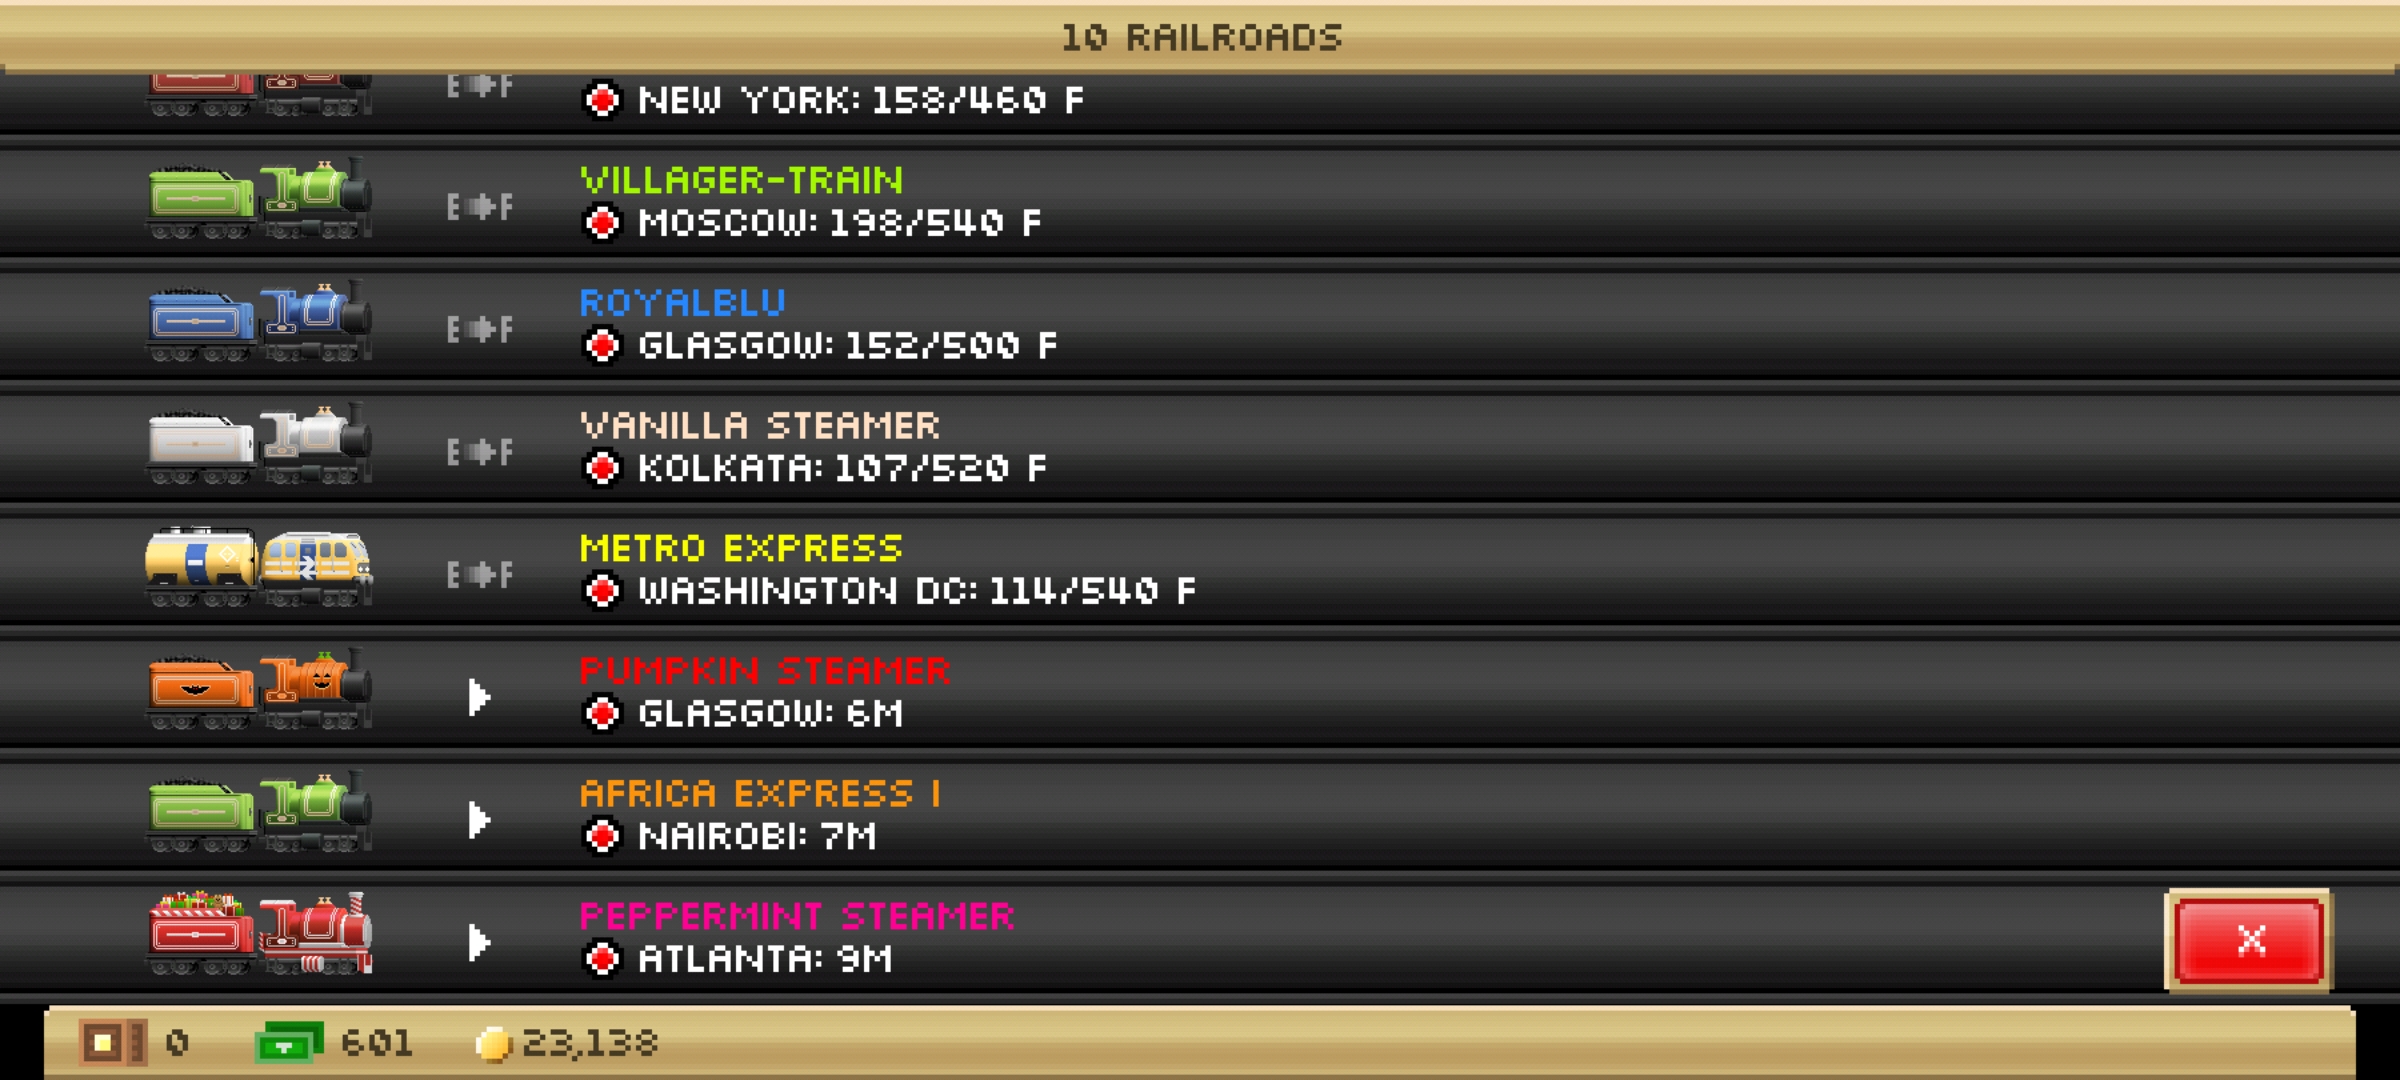 10 RAILROADS
E F
NEW YORK: 158/460 F
VILLAGER-TRAIN
E F
MOSCOW: 198/540 F
ROYALBLU
E F
GLASGOW: 152/500 F
VANILLA STEAMER
E F
KOLKATA: 107/520 F
METRO EXPRESS
E F
WASHINGTON DC: 114/540 F
PUMPKIN STEAMER
GLASGOW: 6M
AFRICA EXPRESS I
NAIROBI: 7M
PEPPERMINT STEAMER
ATLANTA: 9M
X
0 601 23,138